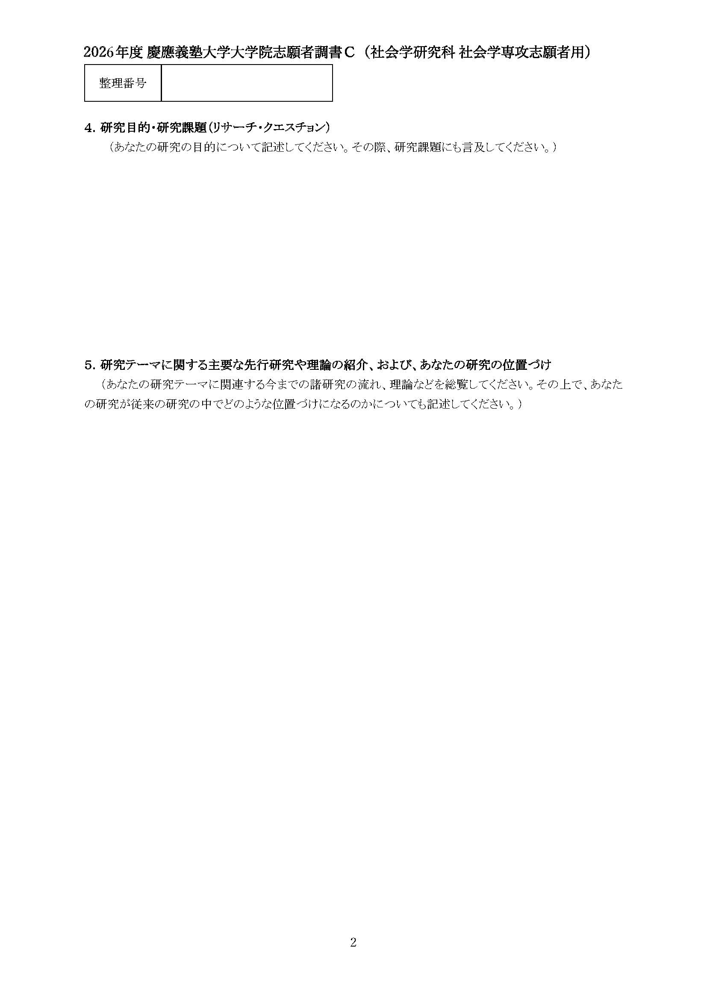 2026年度 慶應義塾大学大学院志願者調書C（社会学研究科 社会学専攻志願者用）
整理番号
4. 研究目的・研究課題（リサーチ・クエスチョン）
（あなたの研究の目的について記述してください。その際、研究課題にも言及してください。）
5. 研究テーマに関する主要な先行研究や理論の紹介、および、あなたの研究の位置づけ
（あなたの研究テーマに関連する今までの諸研究の流れ、理論などを総覧してください。その上で、あなた
の研究が従来の研究の中でどのような位置づけになるのかについても記述してください。）
2